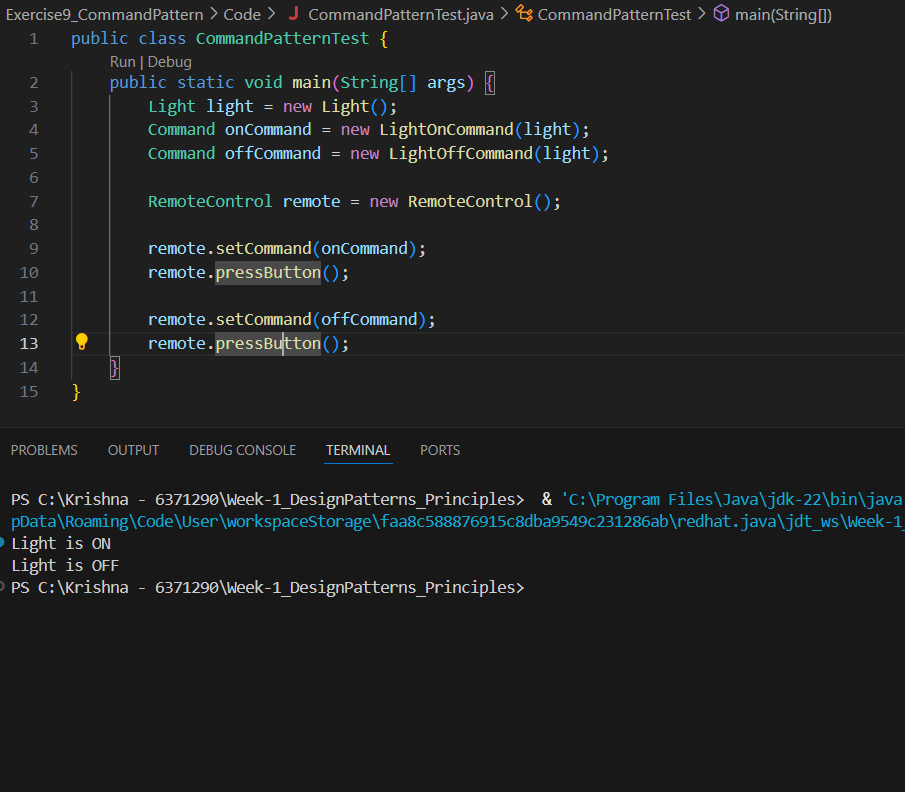 Exercise9_CommandPattern > Code > J CommandPatternTest.java > CommandPatternTest > main(String[])
1 public class CommandPatternTest {
Run | Debug
2 public static void main(String[] args) {
3 Light light = new Light();
4 Command onCommand = new LightOnCommand(light);
5 Command offCommand = new LightOffCommand(light);
6
7 RemoteControl remote = new RemoteControl();
8
9 remote.setCommand(onCommand);
10 remote.pressButton();
11
12 remote.setCommand(offCommand);
13 remote.pressButton();
14 }
15 }
PROBLEMS OUTPUT DEBUG CONSOLE TERMINAL PORTS
PS C:\Krishna - 6371290\Week-1_DesignPatterns_Principles> & 'C:\Program Files\Java\jdk-22\bin\java
pData\Roaming\Code\User\workspaceStorage\faa8c588876915c8dba9549c231286ab\redhat.java\jdt_ws\Week-1_
Light is ON
Light is OFF
PS C:\Krishna - 6371290\Week-1_DesignPatterns_Principles>